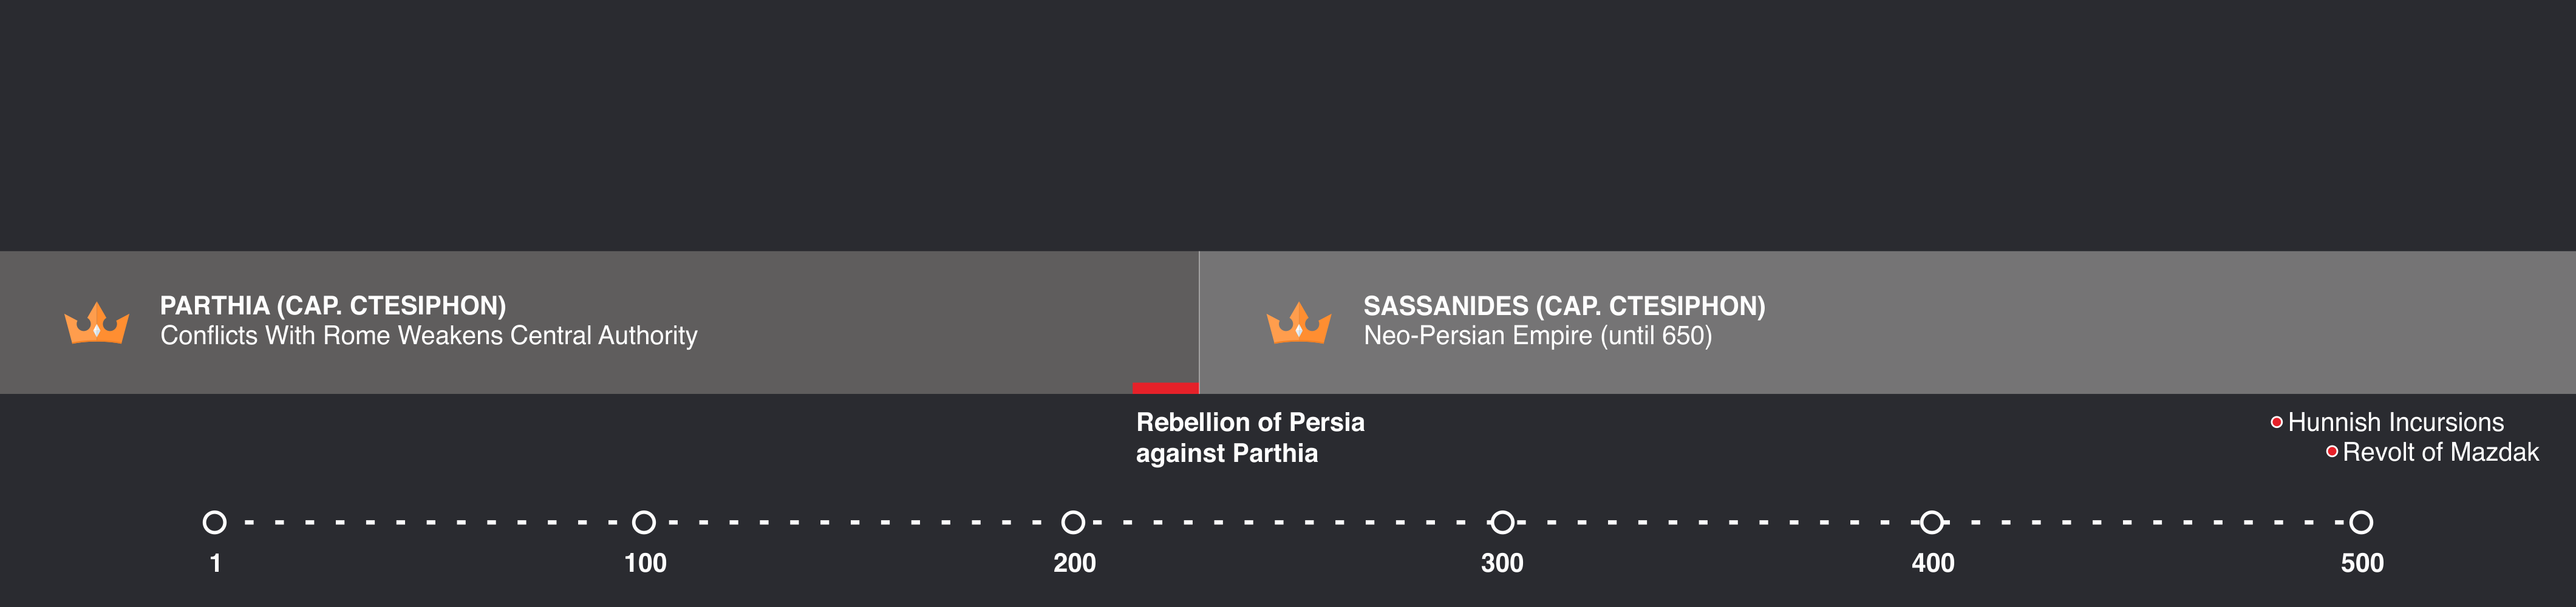 PARTHIA (CAP. CTESIPHON)
Conflicts With Rome Weakens Central Authority
SASSANIDES (CAP. CTESIPHON)
Neo-Persian Empire (until 650)
Rebellion of Persia
against Parthia
Hunnish Incursions
Revolt of Mazdak
1 100 200 300 400 500